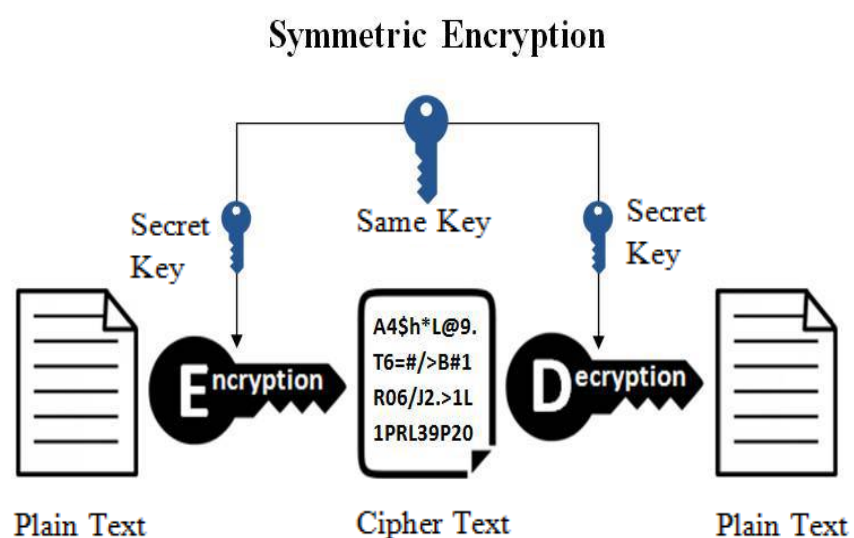 Symmetric Encryption
Secret
Key
Same Key
Secret
Key
Encryption
A4$h*L@9.
T6=#/>B#1
R06/J2.>1L
1PRL39P20
Decryption
Plain Text
Cipher Text
Plain Text